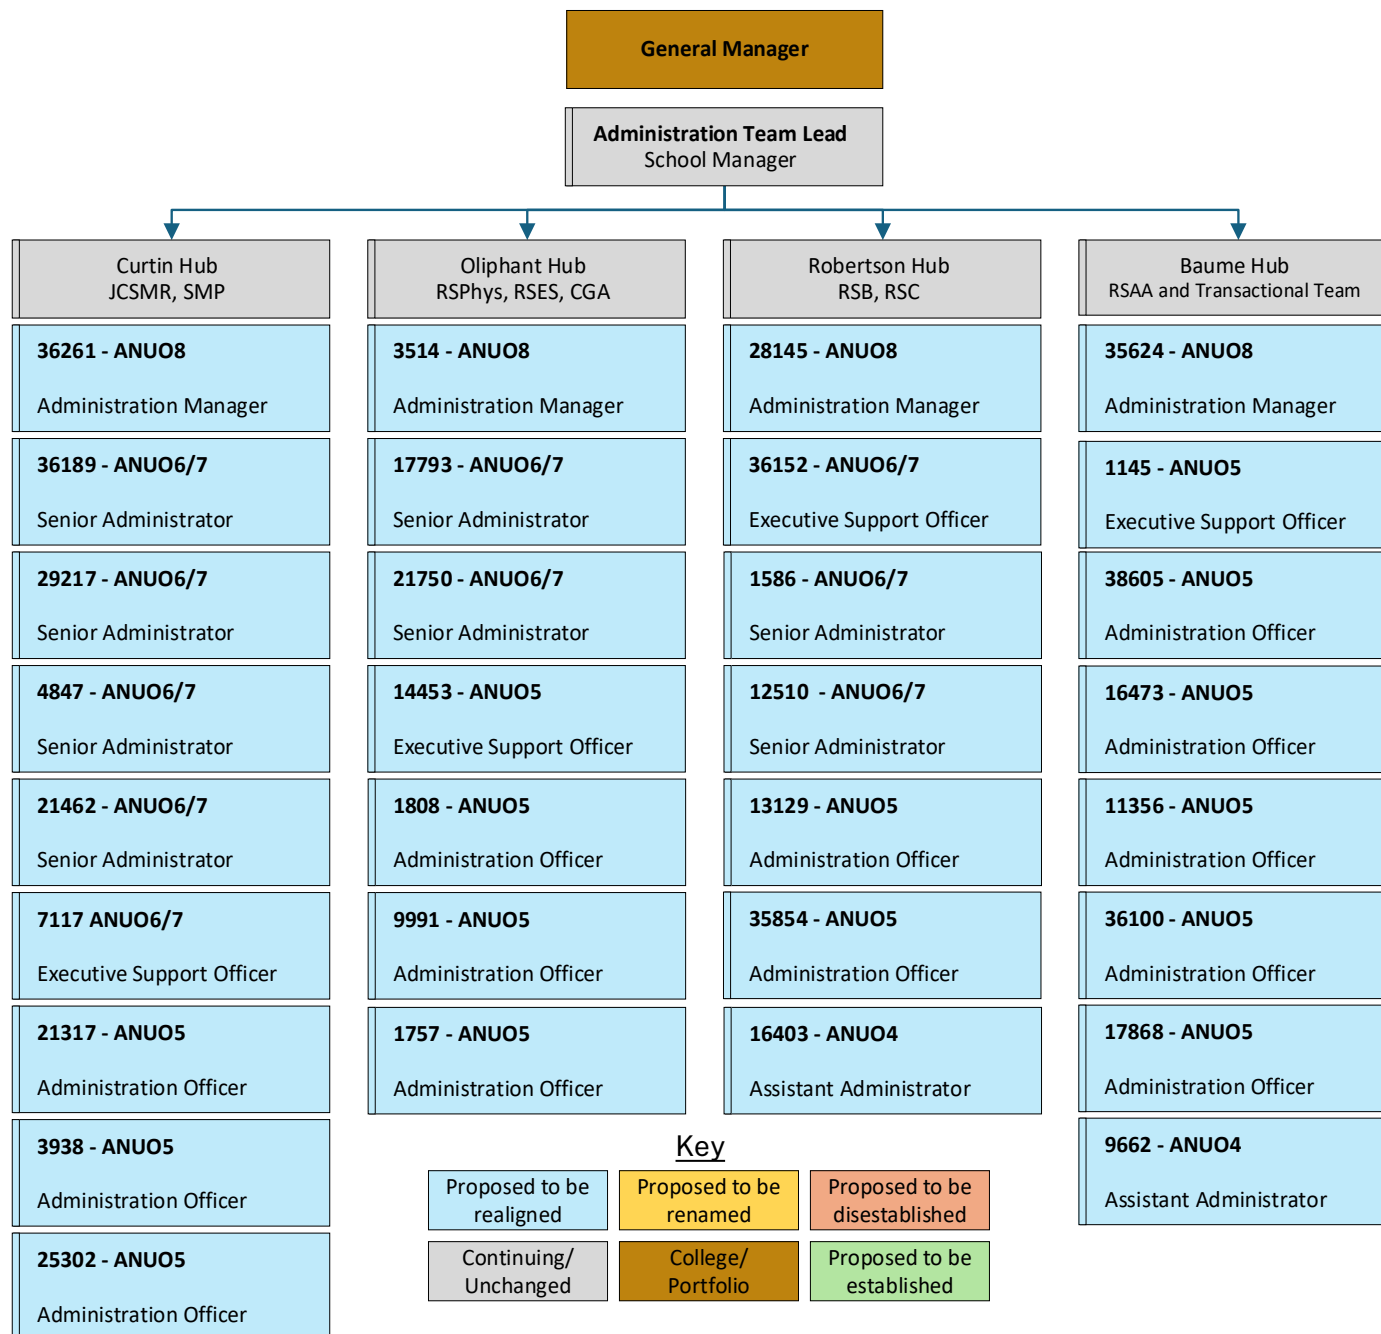 General Manager
Administration Team Lead
School Manager
Curtin Hub
JCSMR, SMP
36261 - ANUO8
Administration Manager
36189 - ANUO6/7
Senior Administrator
29217 - ANUO6/7
Senior Administrator
4847 - ANUO6/7
Senior Administrator
21462 - ANUO6/7
Senior Administrator
7117 ANUO6/7
Executive Support Officer
21317 - ANUO5
Administration Officer
3938 - ANUO5
Administration Officer
25302 - ANUO5
Administration Officer
Oliphant Hub
RSPhys, RSES, CGA
3514 - ANUO8
Administration Manager
17793 - ANUO6/7
Senior Administrator
21750 - ANUO6/7
Senior Administrator
14453 - ANUO5
Executive Support Officer
1808 - ANUO5
Administration Officer
9991 - ANUO5
Administration Officer
1757 - ANUO5
Administration Officer
Robertson Hub
RSB, RSC
28145 - ANUO8
Administration Manager
36152 - ANUO6/7
Executive Support Officer
1586 - ANUO6/7
Senior Administrator
12510  - ANUO6/7
Senior Administrator
13129 - ANUO5
Administration Officer
35854 - ANUO5
Administration Officer
16403 - ANUO4
Assistant Administrator
Baume Hub
RSAA and Transactional Team
35624 - ANUO8
Administration Manager
1145 - ANUO5
Executive Support Officer
38605 - ANUO5
Administration Officer
16473 - ANUO5
Administration Officer
11356 - ANUO5
Administration Officer
36100 - ANUO5
Administration Officer
17868 - ANUO5
Administration Officer
9662 - ANUO4
Assistant Administrator
Key
Proposed to be
realigned
Proposed to be
renamed
Proposed to be
disestablished
Continuing/
Unchanged
College/
Portfolio
Proposed to be
established